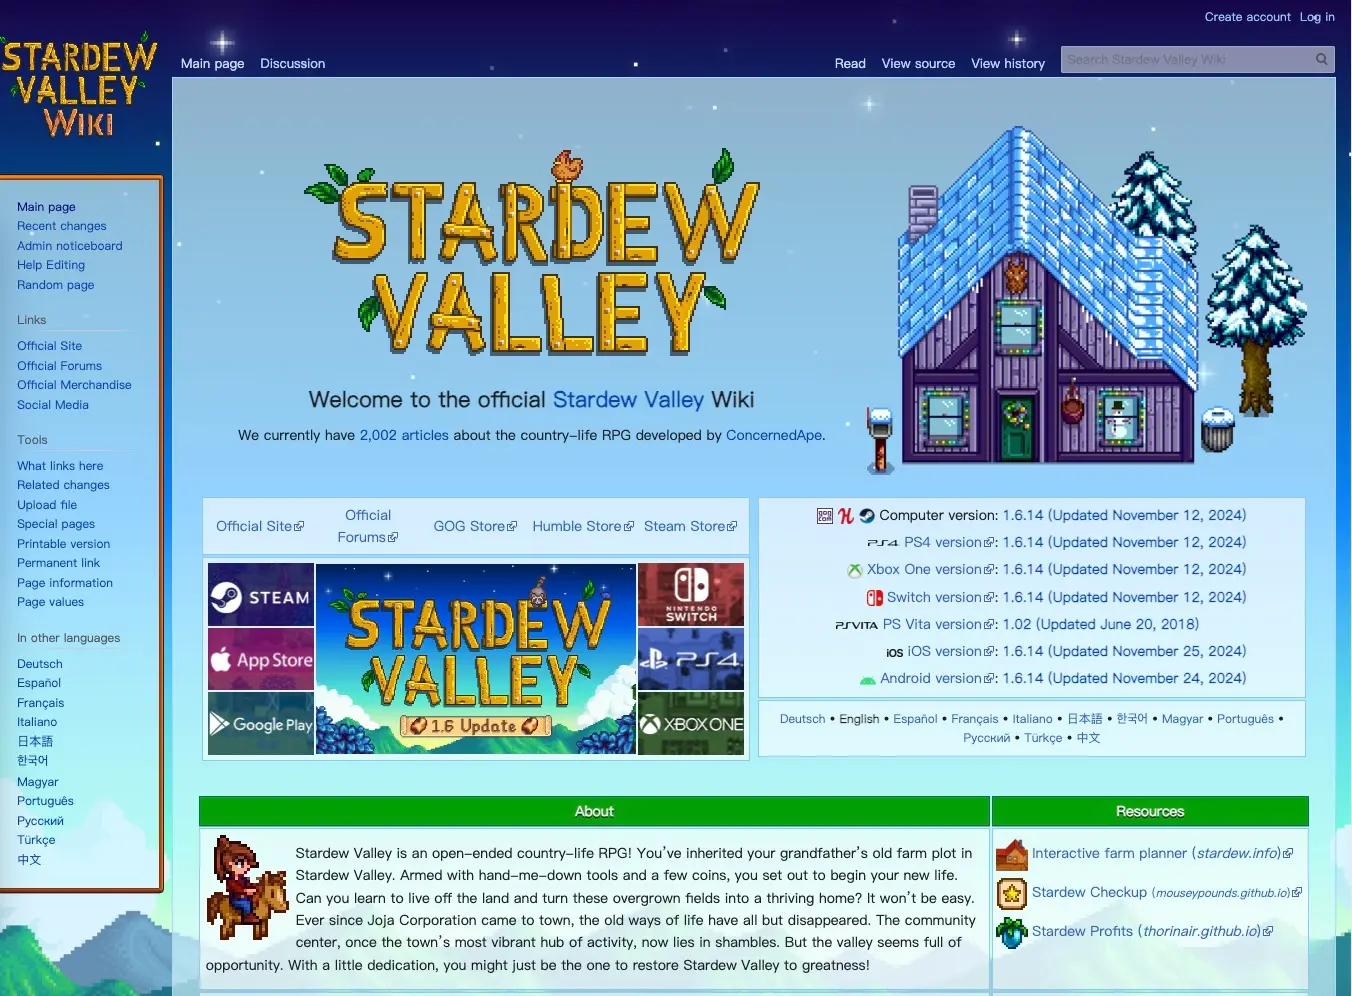 Create account Log in
STARDEW
VALLEY
WIKI
Main page Discussion
Read View source View history Search Stardew Valley Wiki
Main page
Recent changes
Admin noticeboard
Help Editing
Random page
Links
Official Site
Official Forums
Official Merchandise
Social Media
Tools
What links here
Related changes
Upload file
Special pages
Printable version
Permanent link
Page information
Page values
In other languages
Deutsch
Español
Français
Italiano
日本語
한국어
Magyar
Português
Русский
Türkçe
中文
STARDEW
VALLEY
Welcome to the official Stardew Valley Wiki
We currently have 2,002 articles about the country-life RPG developed by ConcernedApe.
Official Site
Official
Forums
GOG Store
Humble Store
Steam Store
STEAM
App Store
Google Play
STARDEW
VALLEY
1.6 Update
NINTENDO
SWITCH
PS4
XBOX ONE
GOG
COM
Computer version: 1.6.14 (Updated November 12, 2024)
PS4 PS4 version: 1.6.14 (Updated November 12, 2024)
Xbox One version: 1.6.14 (Updated November 12, 2024)
Switch version: 1.6.14 (Updated November 12, 2024)
PSVITA PS Vita version: 1.02 (Updated June 20, 2018)
iOS iOS version: 1.6.14 (Updated November 25, 2024)
Android version: 1.6.14 (Updated November 24, 2024)
Deutsch • English • Español • Français • Italiano • 日本語 • 한국어 • Magyar • Português •
Русский • Türkçe • 中文
About
Stardew Valley is an open-ended country-life RPG! You've inherited your grandfather's old farm plot in
Stardew Valley. Armed with hand-me-down tools and a few coins, you set out to begin your new life.
Can you learn to live off the land and turn these overgrown fields into a thriving home? It won't be easy.
Ever since Joja Corporation came to town, the old ways of life have all but disappeared. The community
center, once the town's most vibrant hub of activity, now lies in shambles. But the valley seems full of
opportunity. With a little dedication, you might just be the one to restore Stardew Valley to greatness!
Resources
Interactive farm planner (stardew.info)
Stardew Checkup (mouseypounds.github.io)
Stardew Profits (thorinair.github.io)